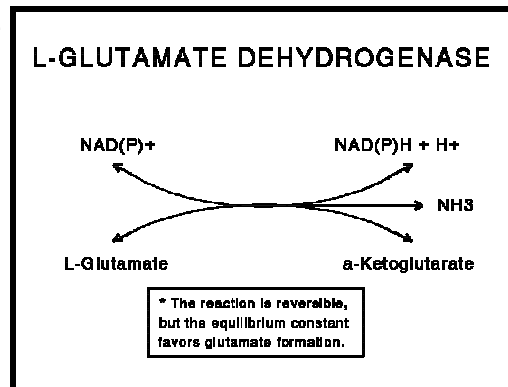 L-GLUTAMATE DEHYDROGENASE
NAD(P)+
NAD(P)H + H+
NH3
L-Glutamate
a-Ketoglutarate
* The reaction is reversible,
but the equilibrium constant
favors glutamate formation.